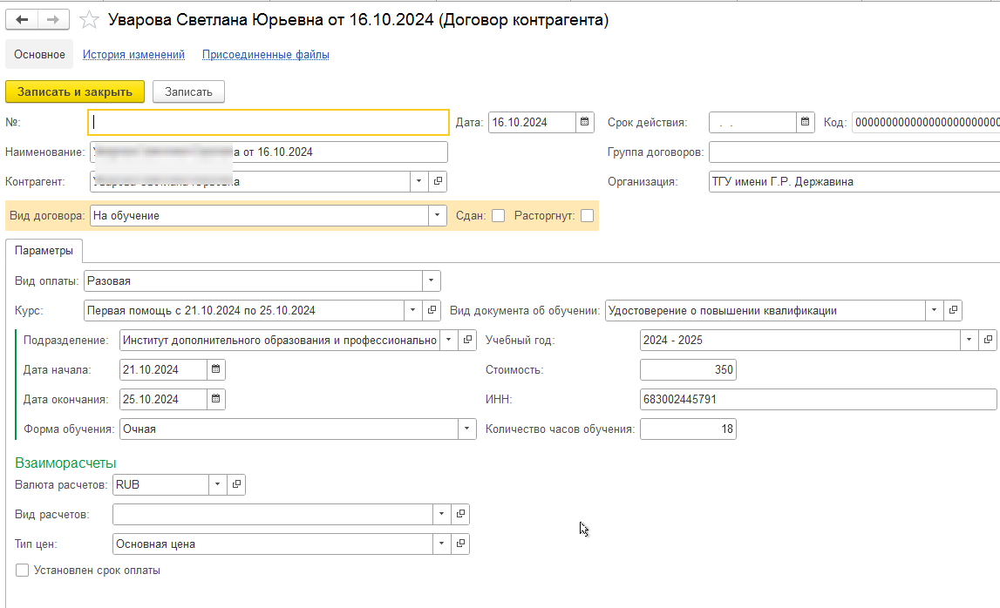 Уварова Светлана Юрьевна от 16.10.2024 (Договор контрагента)
Основное История изменений Присоединенные файлы
Записать и закрыть Записать
№: Дата: 16.10.2024 Срок действия: . . Код: 0000000000000000000000000
Наименование: а от 16.10.2024 Группа договоров:
Контрагент: Организация: ТГУ имени Г.Р. Державина
Вид договора: На обучение Сдан: Расторгнут:
Параметры
Вид оплаты: Разовая
Курс: Первая помощь с 21.10.2024 по 25.10.2024 Вид документа об обучении: Удостоверение о повышении квалификации
Подразделение: Институт дополнительного образования и профессионально Учебный год: 2024 - 2025
Дата начала: 21.10.2024 Стоимость: 350
Дата окончания: 25.10.2024 ИНН: 683002445791
Форма обучения: Очная Количество часов обучения: 18
Взаиморасчеты
Валюта расчетов: RUB
Вид расчетов:
Тип цен: Основная цена
Установлен срок оплаты